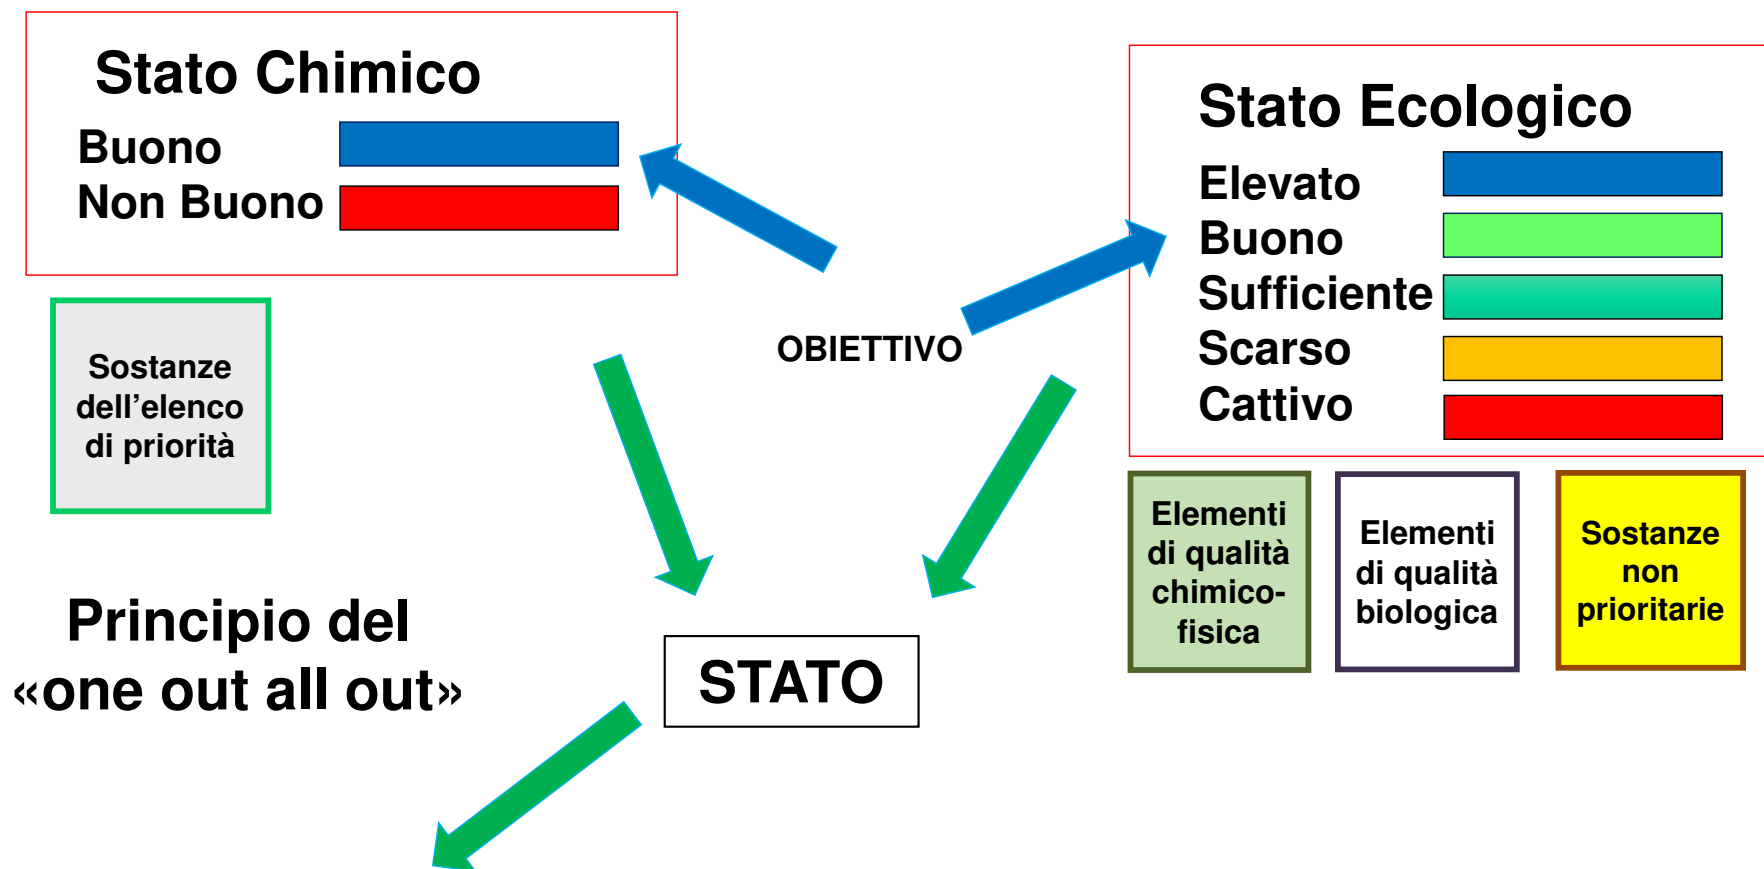 Stato Chimico
Buono
Non Buono
Sostanze
dell’elenco
di priorità
OBIETTIVO
Stato Ecologico
Elevato
Buono
Sufficiente
Scarso
Cattivo
Elementi
di qualità
chimico-
fisica
Elementi
di qualità
biologica
Sostanze
non
prioritarie
Principio del
«one out all out»
STATO